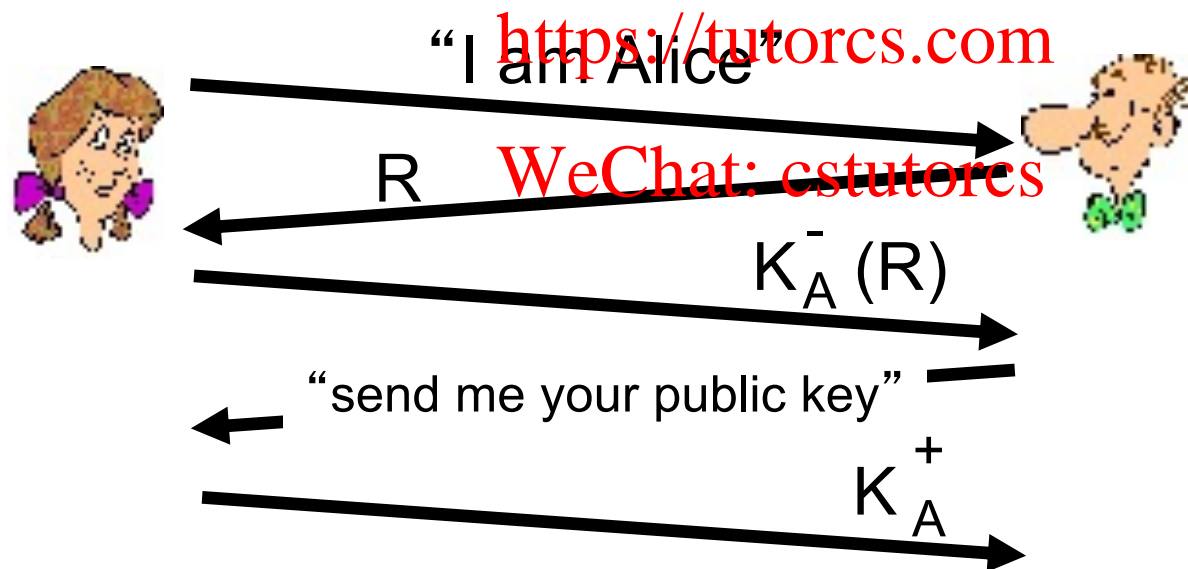 https://tutorcs.com
“I am Alice”
R
WeChat: cstutorcs
K_A^- (R)
“send me your public key”
K_A^+